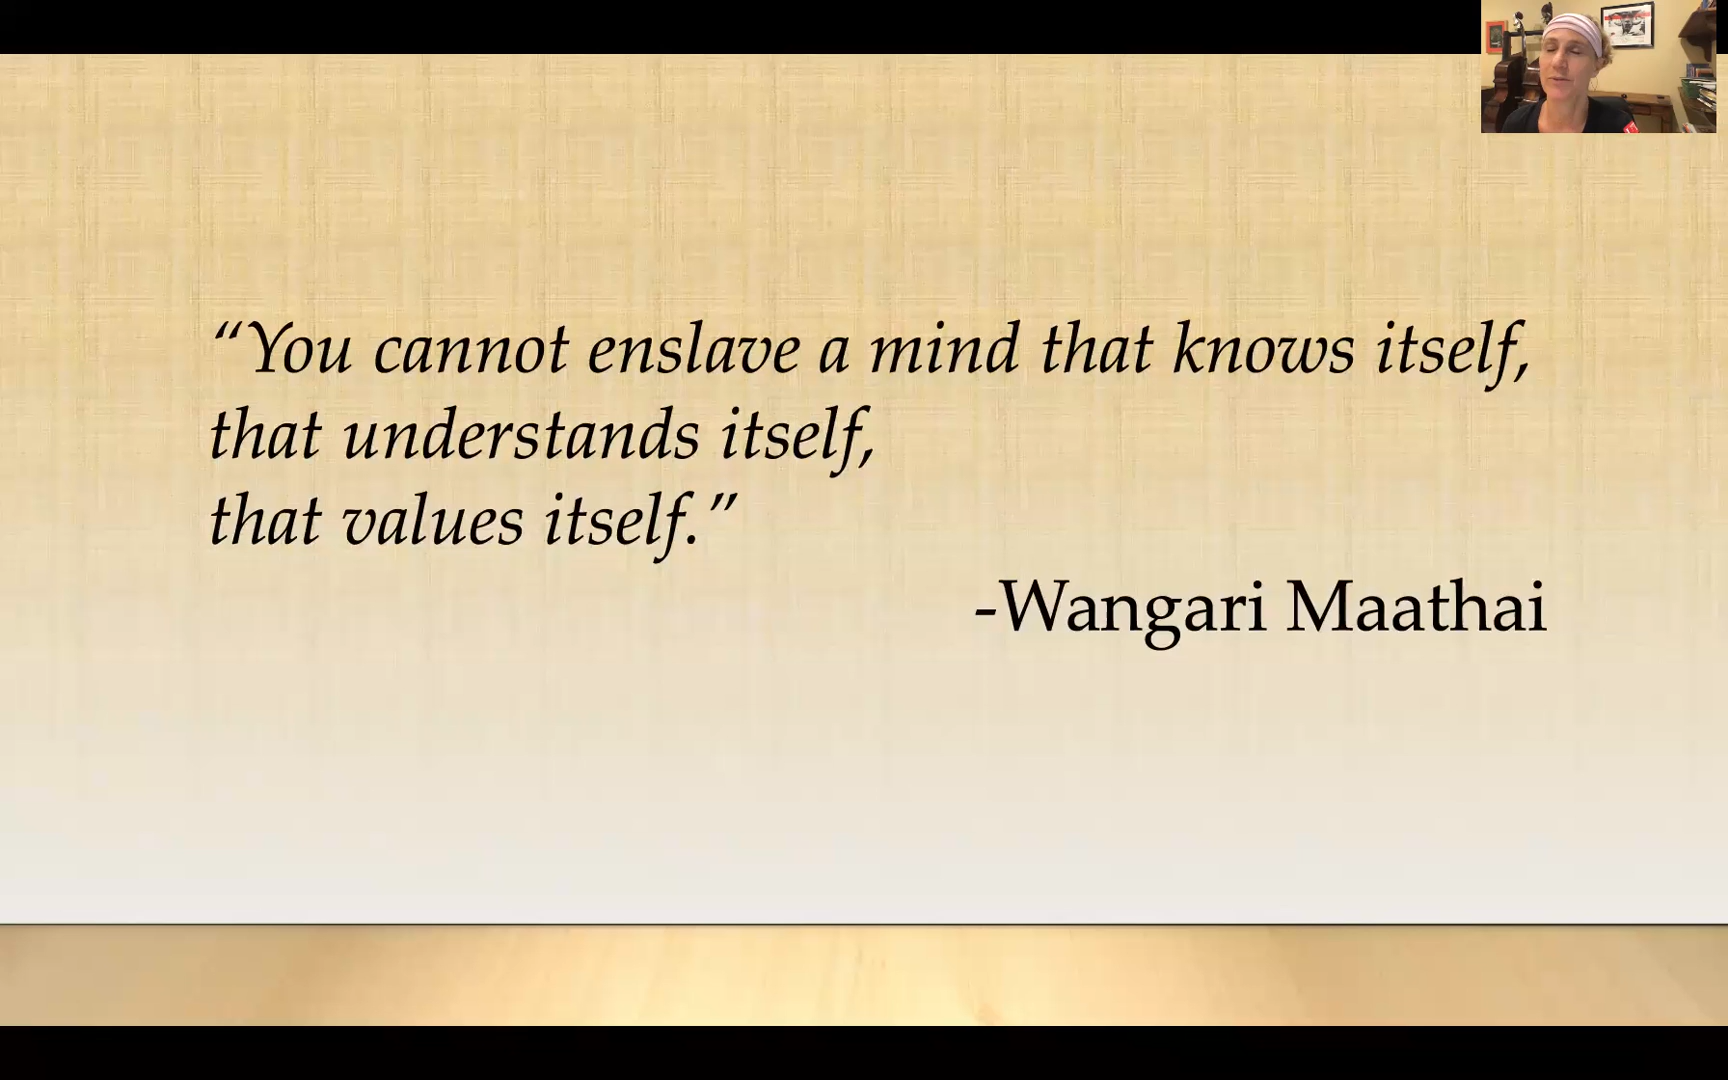 “You cannot enslave a mind that knows itself,
that understands itself,
that values itself.”
-Wangari Maathai